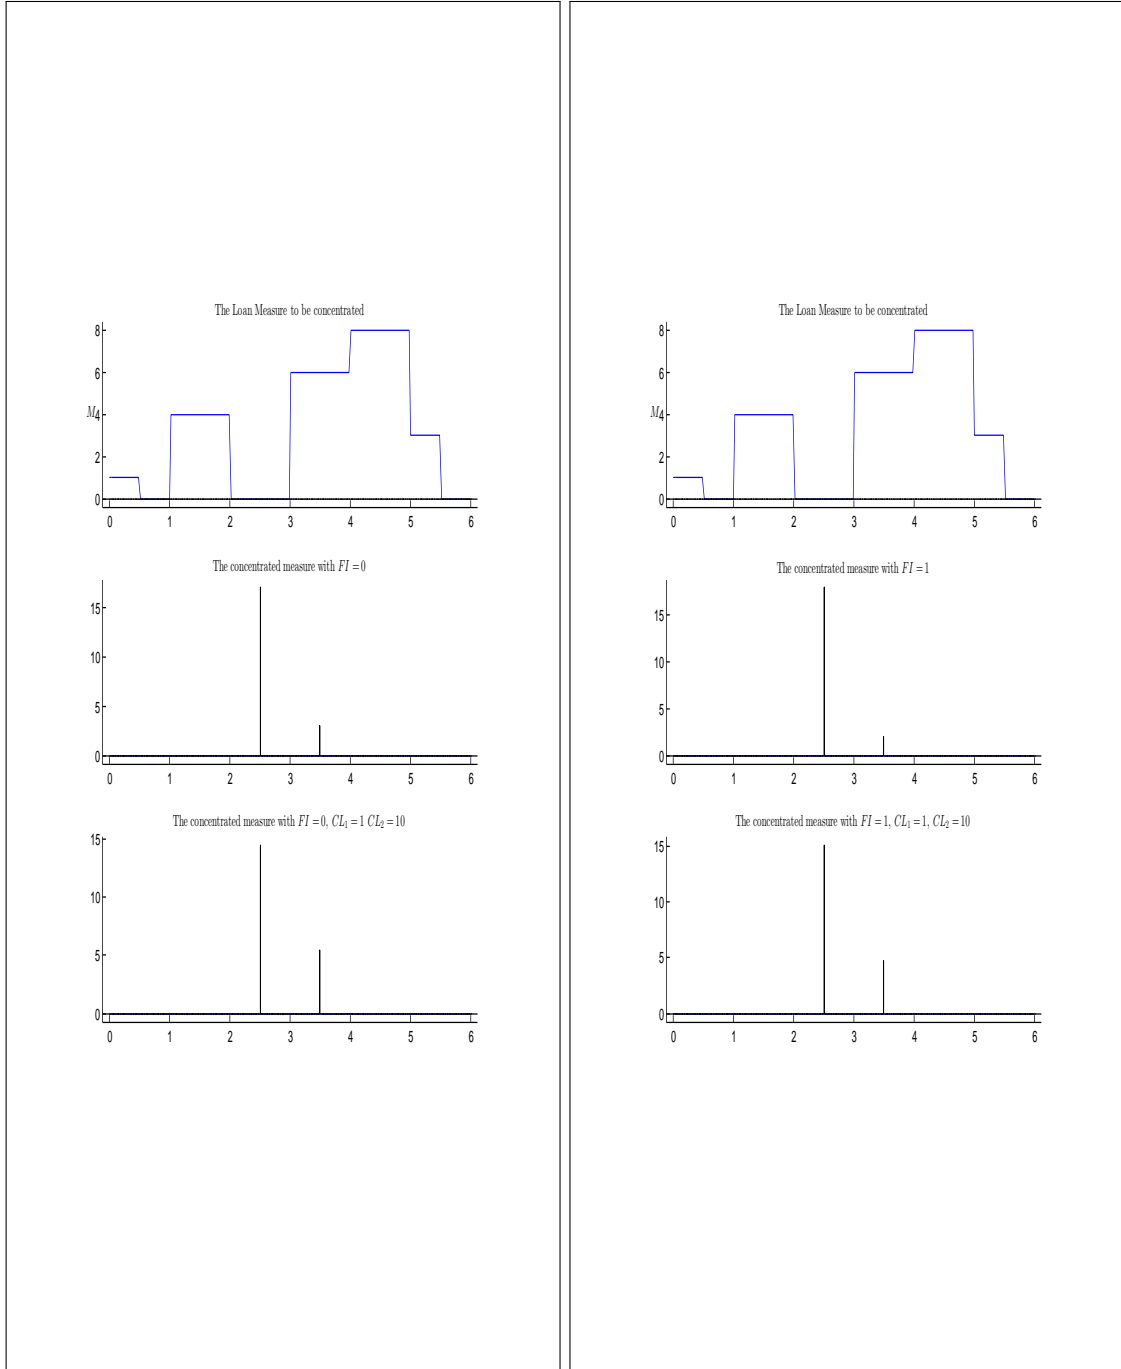 The Loan Measure to be concentrated
8
6
M 4
2
0
0 1 2 3 4 5 6
The concentrated measure with FI = 0
15
10
5
0
0 1 2 3 4 5 6
The concentrated measure with FI = 0, CL₁ = 1 CL₂ = 10
15
10
5
0
0 1 2 3 4 5 6
The Loan Measure to be concentrated
8
6
M 4
2
0
0 1 2 3 4 5 6
The concentrated measure with FI = 1
15
10
5
0
0 1 2 3 4 5 6
The concentrated measure with FI = 1, CL₁ = 1, CL₂ = 10
15
10
5
0
0 1 2 3 4 5 6